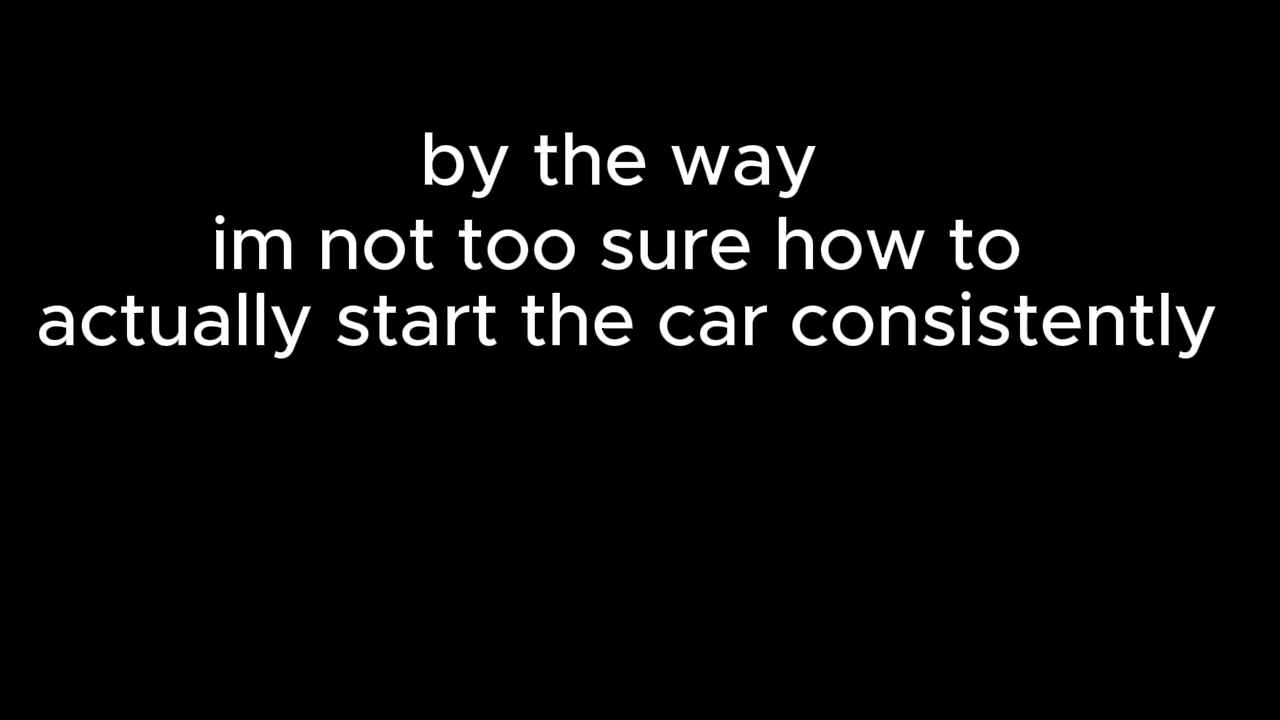 by the way
im not too sure how to
actually start the car consistently